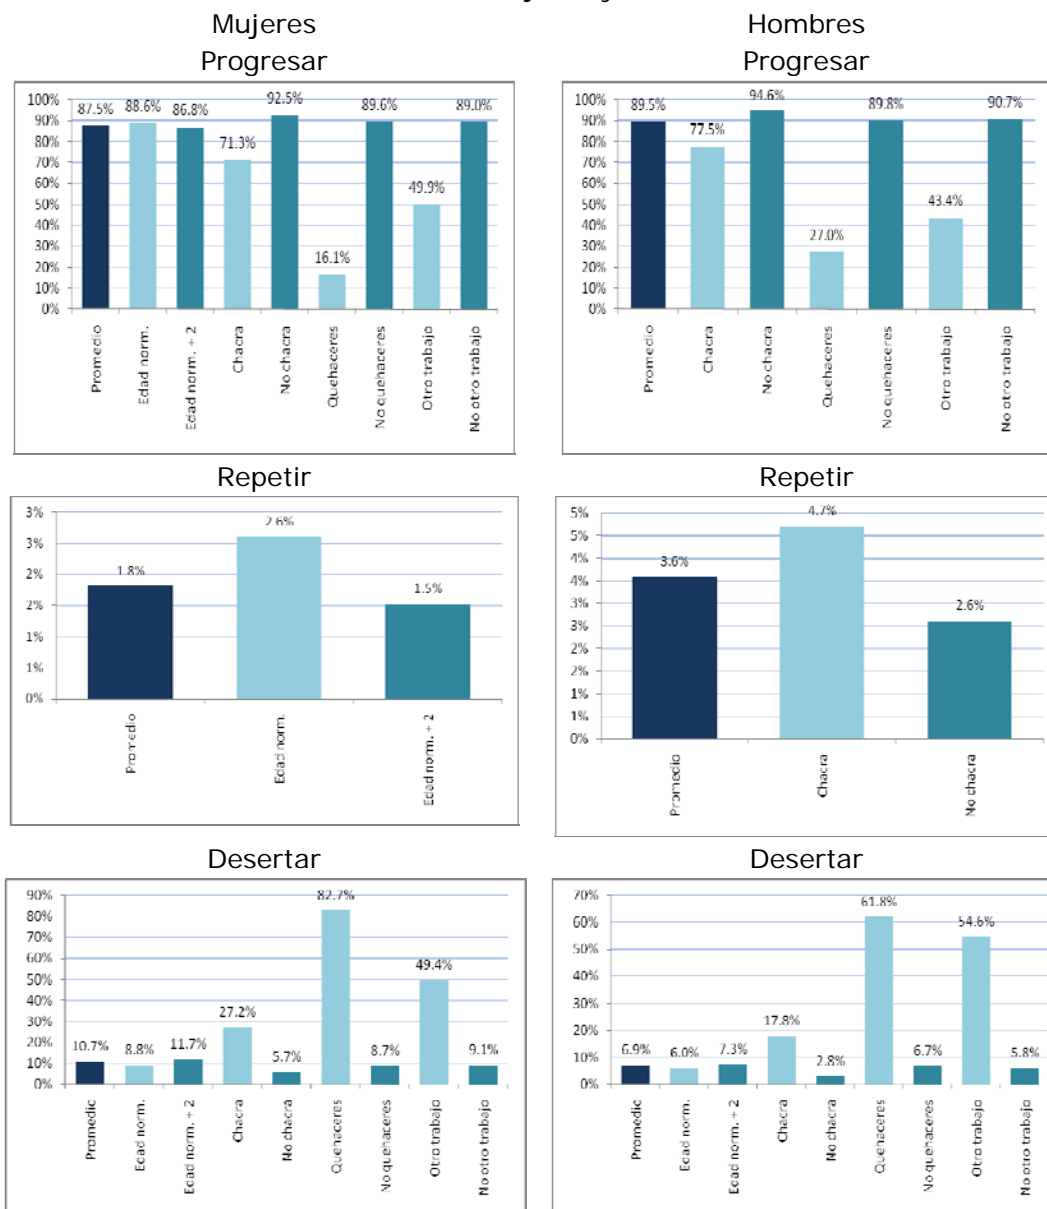 Mujeres
Progresar
100%
90%
80%
70%
60%
50%
40%
30%
20%
10%
0%
87.5%
88.6%
86.8%
71.3%
92.5%
16.1%
89.6%
49.9%
89.0%
Promedio
Edad norm.
Edad norm. + 2
Chacra
No chacra
Quehaceres
No quehaceres
Otro trabajo
No otro trabajo
Hombres
Progresar
100%
90%
80%
70%
60%
50%
40%
30%
20%
10%
0%
89.5%
77.5%
94.6%
27.0%
89.8%
43.4%
90.7%
Promedio
Chacra
No chacra
Quehaceres
No quehaceres
Otro trabajo
No otro trabajo
Repetir
3%
3%
2%
2%
1%
1%
0%
1.8%
2.6%
1.5%
Promedio
Edad norm.
Edad norm. + 2
Repetir
5%
5%
4%
4%
3%
3%
2%
2%
1%
1%
0%
3.6%
4.7%
2.6%
Promedio
Chacra
No chacra
Desertar
90%
80%
70%
60%
50%
40%
30%
20%
10%
0%
10.7%
8.8%
11.7%
27.2%
5.7%
82.7%
8.7%
49.4%
9.1%
Promedic
Edad norm.
Edad norm. + 2
Chacra
No chacra
Quehaceres
No quehaceres
Otro trabajo
No otro trabajo
Desertar
70%
60%
50%
40%
30%
20%
10%
0%
6.9%
6.0%
7.3%
17.8%
2.8%
61.8%
6.7%
54.6%
5.8%
Promedic
Edad norm.
Edad norm. + 2
Chacra
No chacra
Quehaceres
No quehaceres
Otro trabajo
No otro trabajo